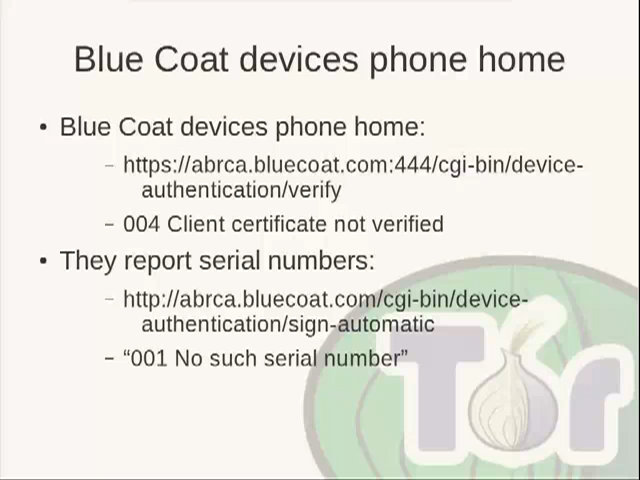 Blue Coat devices phone home
• Blue Coat devices phone home:
– https://abrca.bluecoat.com:444/cgi-bin/device-
authentication/verify
– 004 Client certificate not verified
• They report serial numbers:
– http://abrca.bluecoat.com/cgi-bin/device-
authentication/sign-automatic
– “001 No such serial number”
Tor